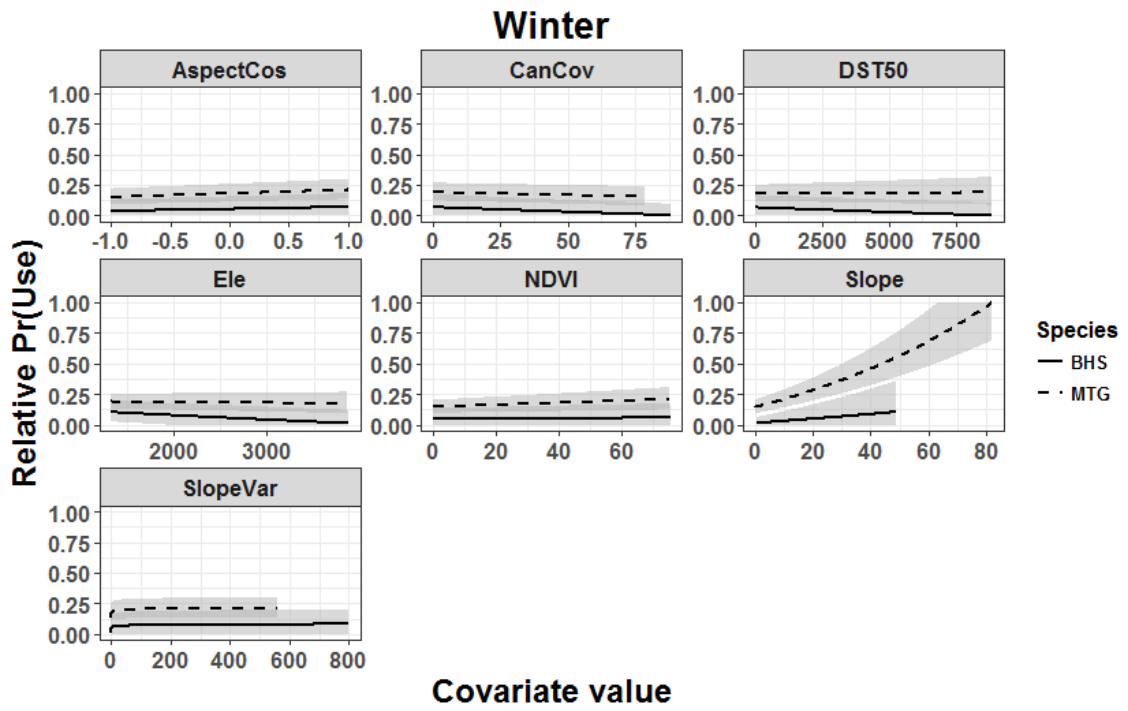 Winter
AspectCos CanCov DST50
1.00 1.00 1.00
0.75 0.75 0.75
0.50 0.50 0.50
0.25 0.25 0.25
0.00 0.00 0.00
-1.0 -0.5 0.0 0.5 1.0 0 25 50 75 0 2500 5000 7500
Ele NDVI Slope
1.00 1.00 1.00
0.75 0.75 0.75
0.50 0.50 0.50
0.25 0.25 0.25
0.00 0.00 0.00
2000 3000 0 20 40 60 0 20 40 60 80
SlopeVar
1.00
0.75
0.50
0.25
0.00
0 200 400 600 800
Relative Pr(Use)
Covariate value
Species
BHS
MTG